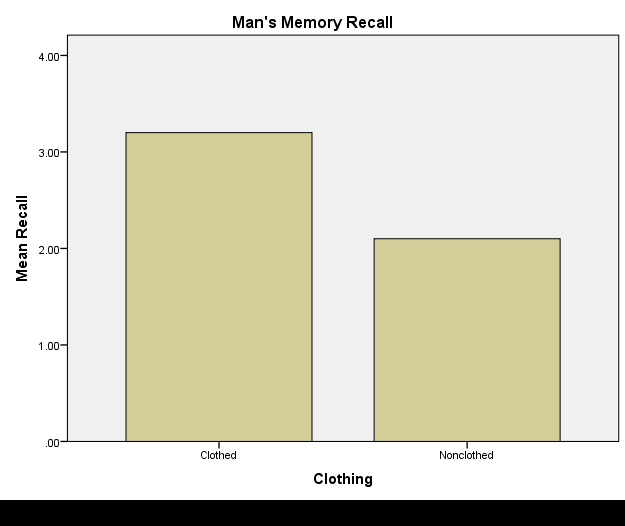 Man's Memory Recall
4.00
3.00
2.00
1.00
.00
Mean Recall
Clothed
Nonclothed
Clothing